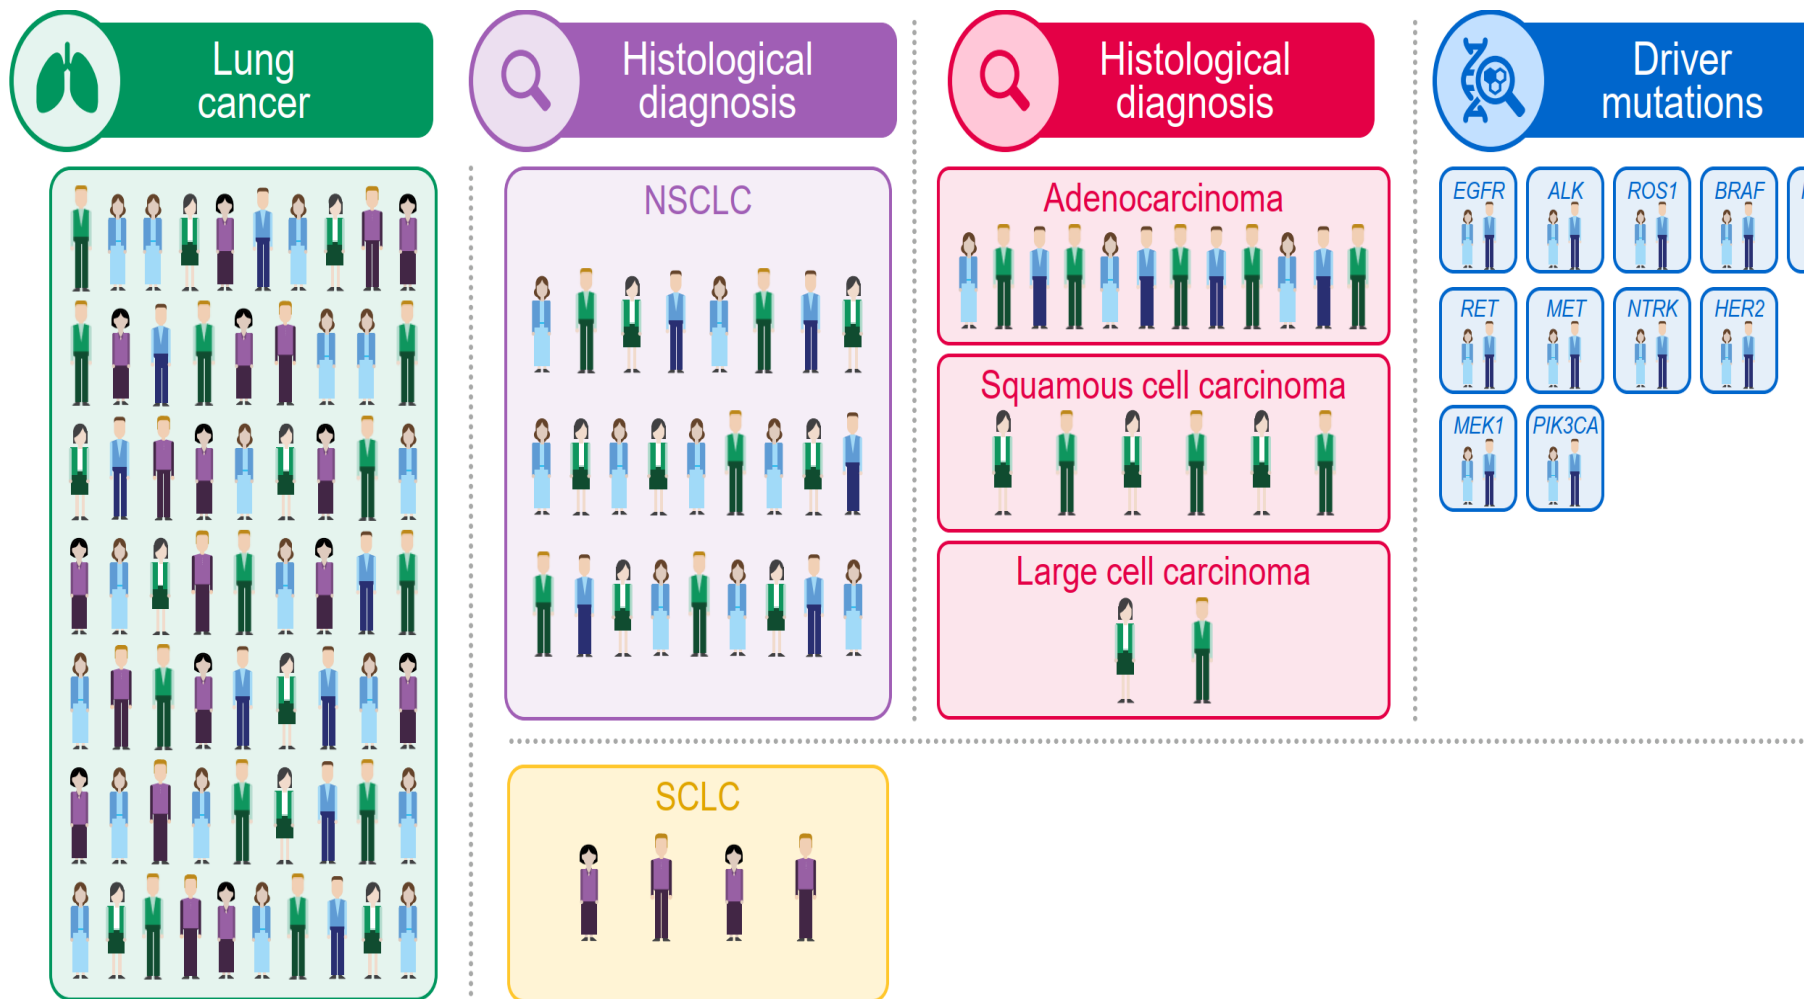 Lung
cancer
Histological
diagnosis
Histological
diagnosis
Driver
mutations
NSCLC
Adenocarcinoma
Squamous cell carcinoma
Large cell carcinoma
EGFR
ALK
ROS1
BRAF
RET
MET
NTRK
HER2
MEK1
PIK3CA
SCLC